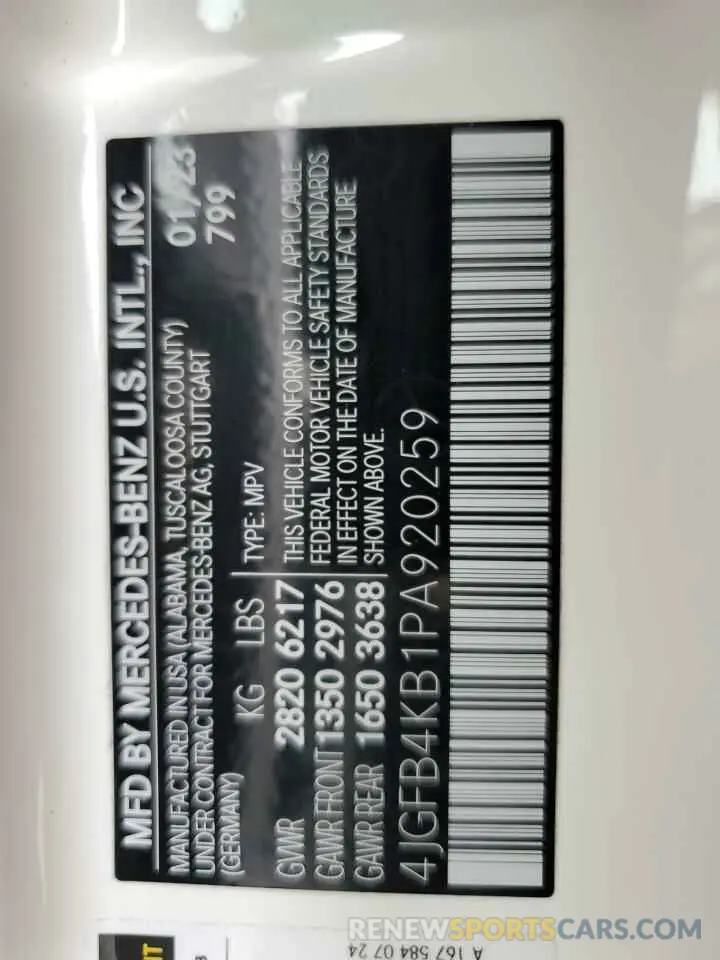 MFD BY MERCEDES-BENZ U.S. INTL., INC
MANUFACTURED IN USA (ALABAMA, TUSCALOOSA COUNTY) 01/23
UNDER CONTRACT FOR MERCEDES-BENZ AG, STUTTGART 799
(GERMANY)
KG LBS TYPE: MPV
GWR 2820 6217 THIS VEHICLE CONFORMS TO ALL APPLICABLE
GAWR FRONT 1350 2976 FEDERAL MOTOR VEHICLE SAFETY STANDARDS
IN EFFECT ON THE DATE OF MANUFACTURE
GAWR REAR 1650 3638 SHOWN ABOVE.
4JGFB4KB1PA920259
A 167 584 07 24
RENEWSPORTSCARS.COM